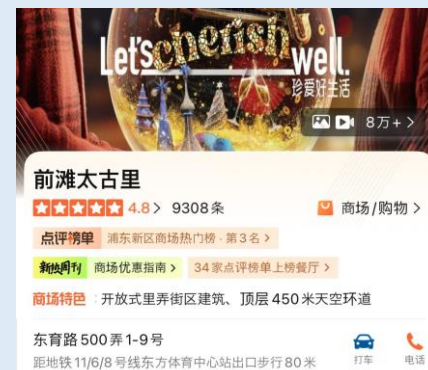 Let's cherish well.
珍爱好生活
8万+ >
前滩太古里
4.8 > 9308条 商场/购物 >
点评榜单 浦东新区商场热门榜·第3名 >
新热周刊 商场优惠指南 > 34家点评榜单上榜餐厅 >
商场特色 开放式里弄街区建筑、顶层450米天空环道
东育路500弄1-9号
打车 电话
距地铁11/6/8号线东方体育中心站出口步行80米